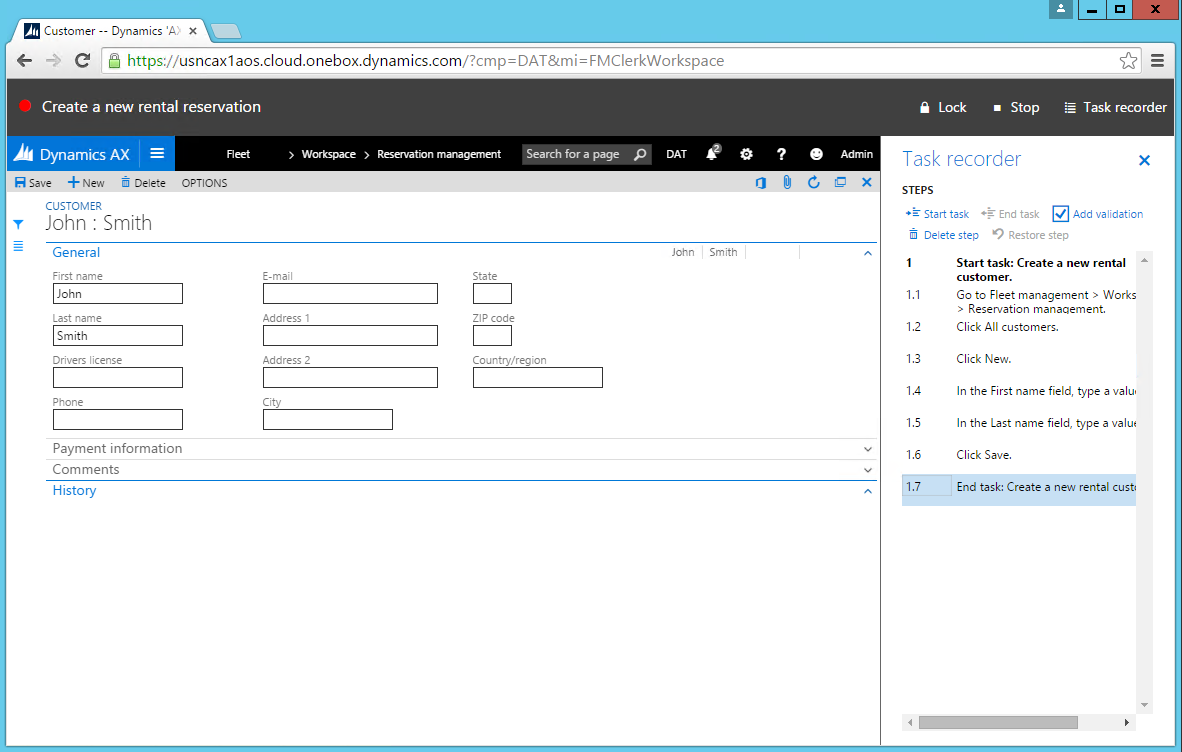 Customer -- Dynamics 'AX
https://usncax1aos.cloud.onebox.dynamics.com/?cmp=DAT&mi=FMClerkWorkspace
Create a new rental reservation
Lock
Stop
Task recorder
Dynamics AX
Fleet > Workspace > Reservation management
Search for a page
DAT
2
?
Admin
Save
New
Delete
OPTIONS
CUSTOMER
John : Smith
General
John
Smith
First name
John
E-mail
State
Last name
Smith
Address 1
ZIP code
Drivers license
Address 2
Country/region
Phone
City
Payment information
Comments
History
Task recorder
STEPS
Start task
End task
Add validation
Delete step
Restore step
1 Start task: Create a new rental
customer.
1.1 Go to Fleet management > Works
> Reservation management.
1.2 Click All customers.
1.3 Click New.
1.4 In the First name field, type a value
1.5 In the Last name field, type a value
1.6 Click Save.
1.7 End task: Create a new rental custo